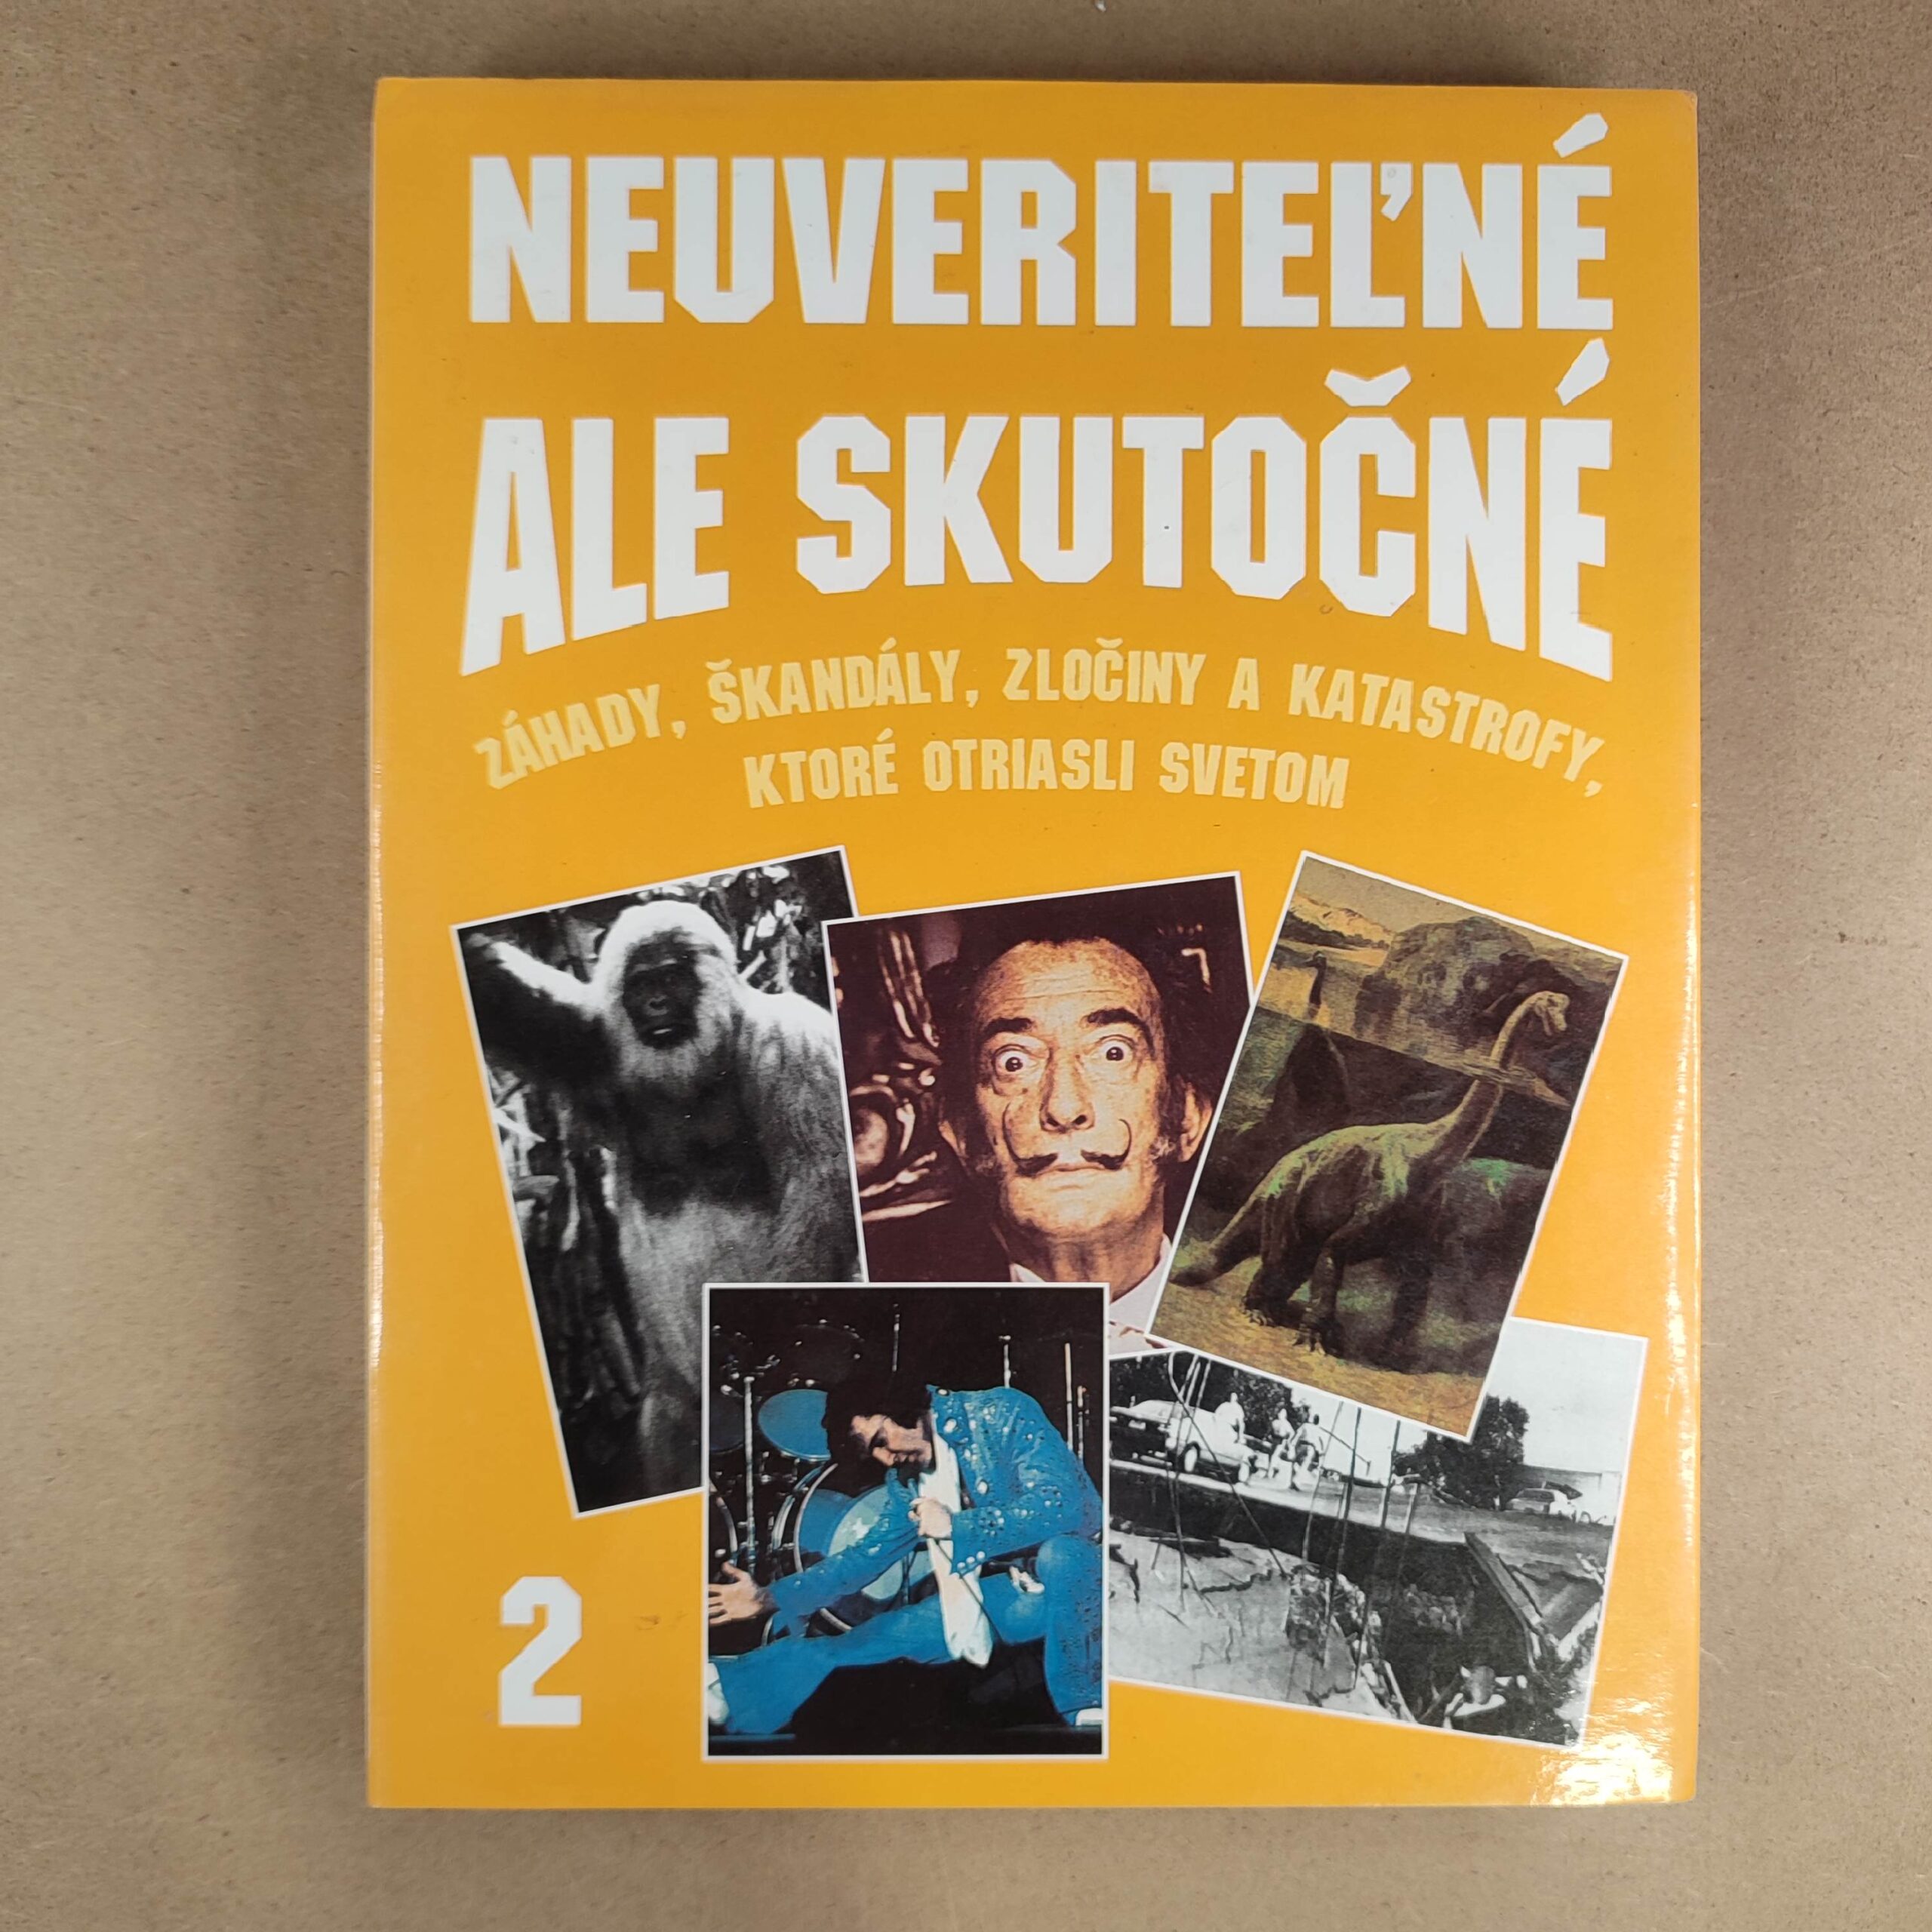 NEUVERITEĽNÉ
ALE SKUTOČNÉ
ZÁHADY, ŠKANDÁLY, ZLOČINY A KATASTROFY,
KTORÉ OTRIASLI SVETOM
2